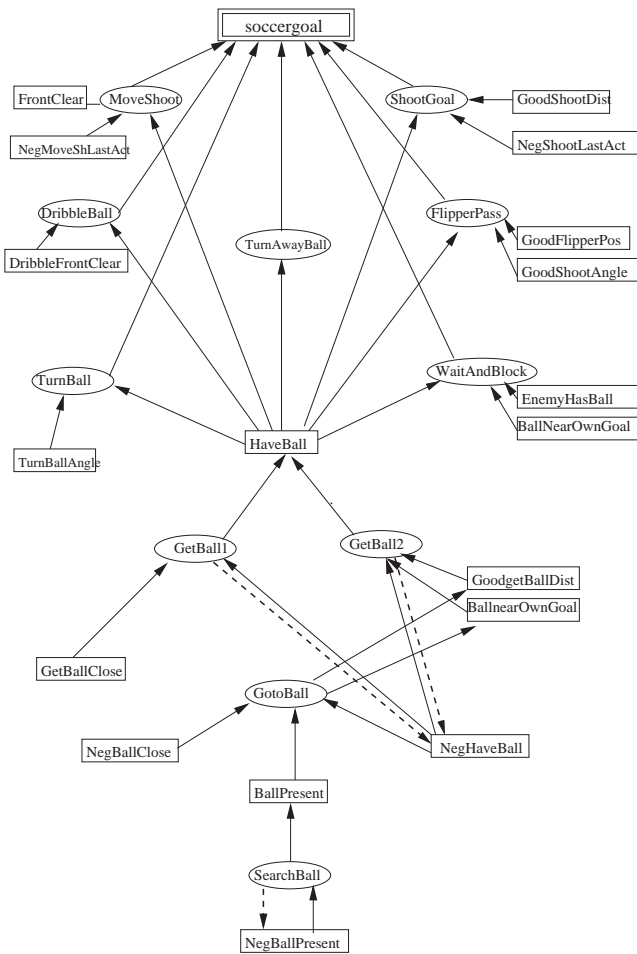 soccergoal
FrontClear
MoveShoot
ShootGoal
GoodShootDist
NegMoveShLastAct
NegShootLastAct
DribbleBall
FlipperPass
TurnAwayBall
GoodFlipperPos
DribbleFrontClear
GoodShootAngle
TurnBall
WaitAndBlock
EnemyHasBall
BallNearOwnGoal
HaveBall
TurnBallAngle
GetBall1
GetBall2
GoodgetBallDist
BallnearOwnGoal
GetBallClose
GotoBall
NegBallClose
NegHaveBall
BallPresent
SearchBall
NegBallPresent